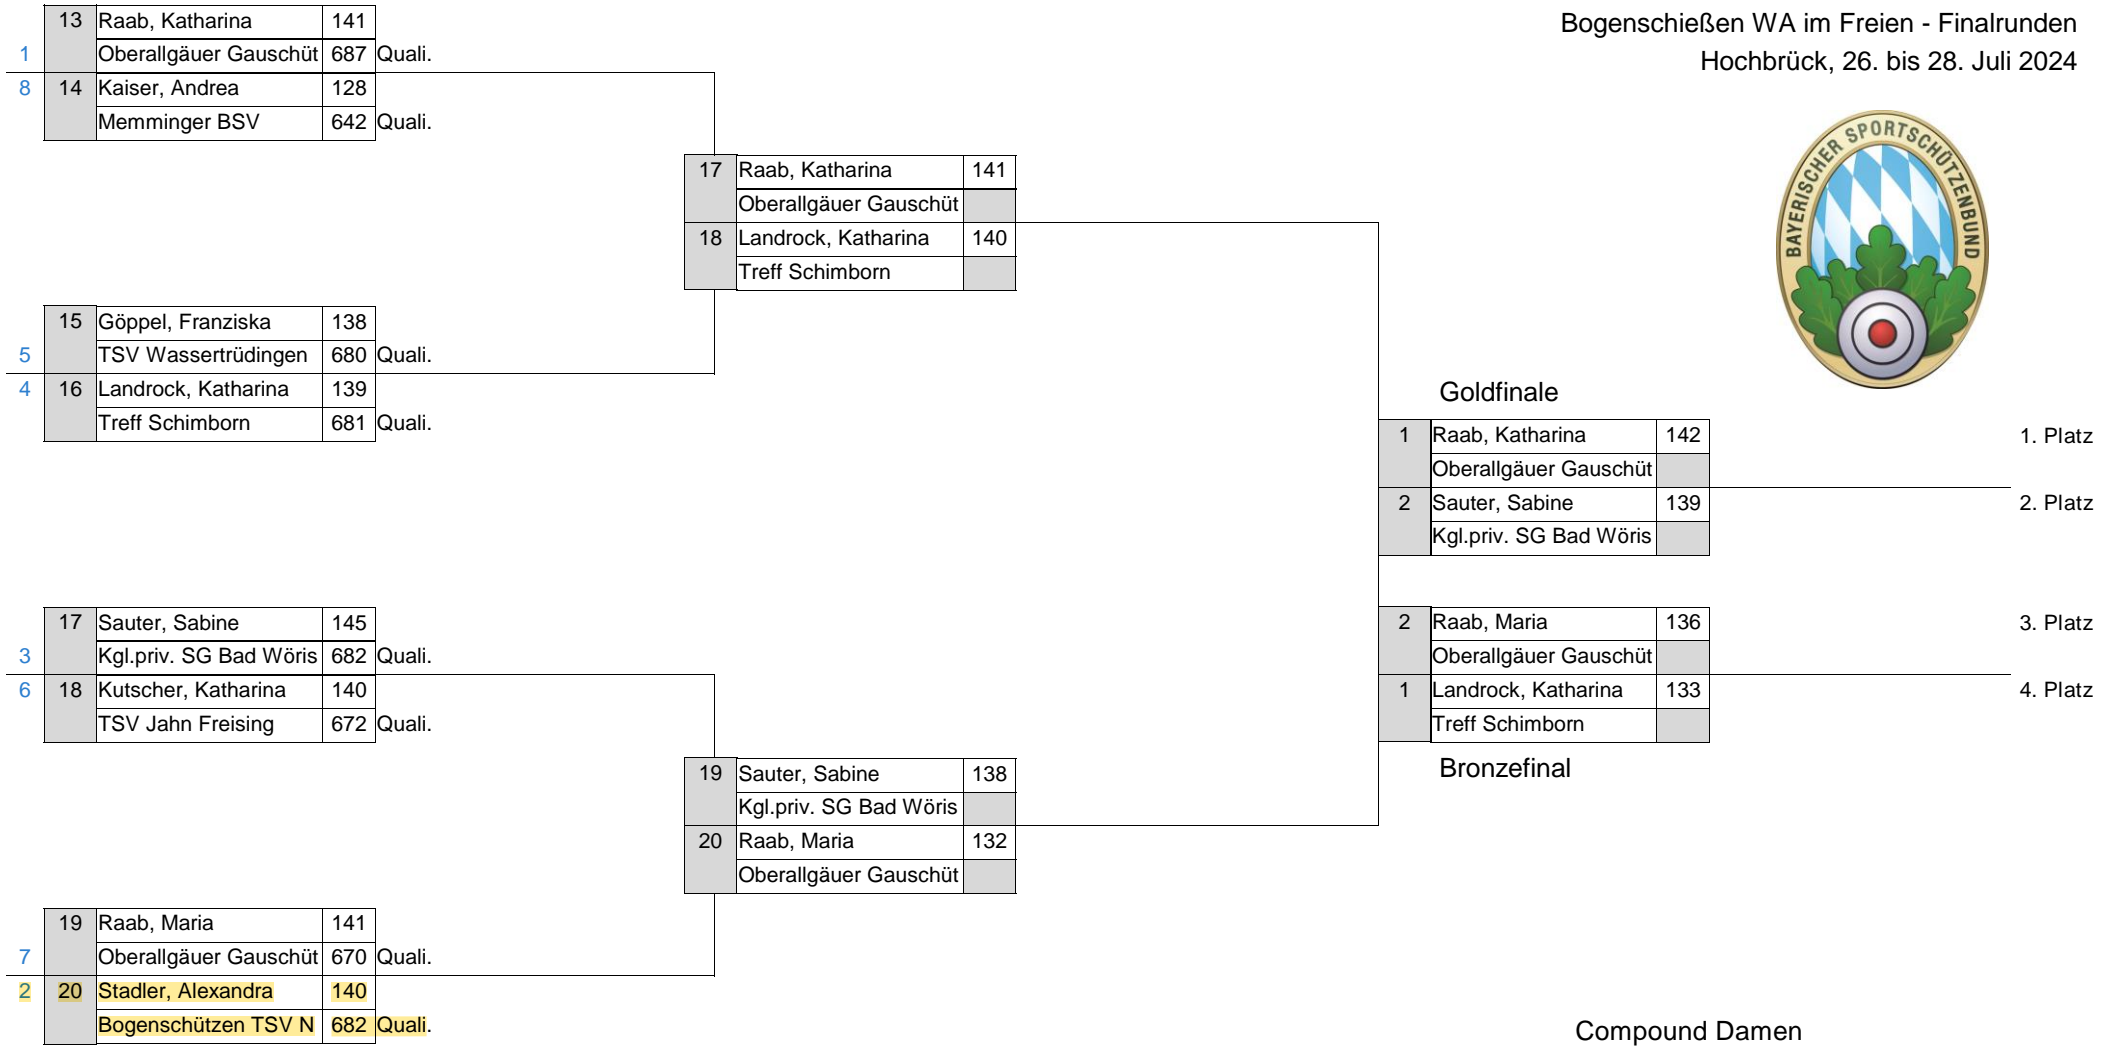 Bogenschießen WA im Freien - Finalrunden
Hochbrück, 26. bis 28. Juli 2024
BAYERISCHER SPORTSCHÜTZENBUND
13 Raab, Katharina 141
1 Oberallgäuer Gauschüt 687 Quali.
8 14 Kaiser, Andrea 128
Memminger BSV 642 Quali.
15 Göppel, Franziska 138
5 TSV Wassertrüdingen 680 Quali.
4 16 Landrock, Katharina 139
Treff Schimborn 681 Quali.
17 Sauter, Sabine 145
3 Kgl.priv. SG Bad Wöris 682 Quali.
6 18 Kutscher, Katharina 140
TSV Jahn Freising 672 Quali.
19 Raab, Maria 141
7 Oberallgäuer Gauschüt 670 Quali.
2 20 Stadler, Alexandra 140
Bogenschützen TSV N 682 Quali.
17 Raab, Katharina 141
Oberallgäuer Gauschüt
18 Landrock, Katharina 140
Treff Schimborn
19 Sauter, Sabine 138
Kgl.priv. SG Bad Wöris
20 Raab, Maria 132
Oberallgäuer Gauschüt
Goldfinale
1 Raab, Katharina 142 1. Platz
Oberallgäuer Gauschüt
2 Sauter, Sabine 139 2. Platz
Kgl.priv. SG Bad Wöris
2 Raab, Maria 136 3. Platz
Oberallgäuer Gauschüt
1 Landrock, Katharina 133 4. Platz
Treff Schimborn
Bronzefinal
Compound Damen